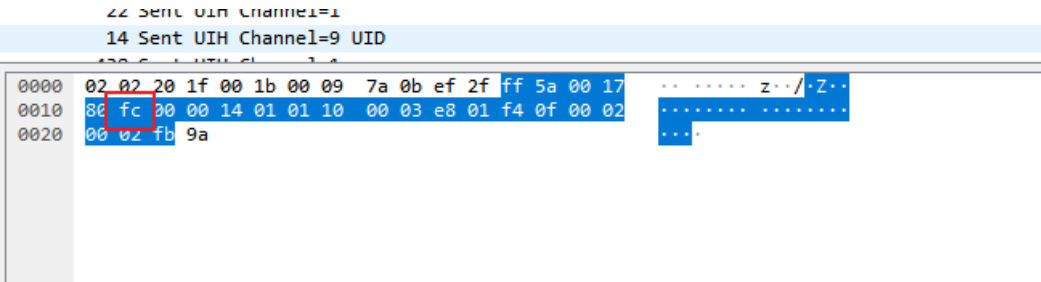 22 Sent UIH Channel=1
14 Sent UIH Channel=9 UID
0000 02 02 20 1f 00 1b 00 09 7a 0b ef 2f ff 5a 00 17 ·· ····· z··/·Z··
0010 80 fc 00 00 14 01 01 10 00 03 e8 01 f4 0f 00 02 ········ ········
0020 00 02 fb 9a ····